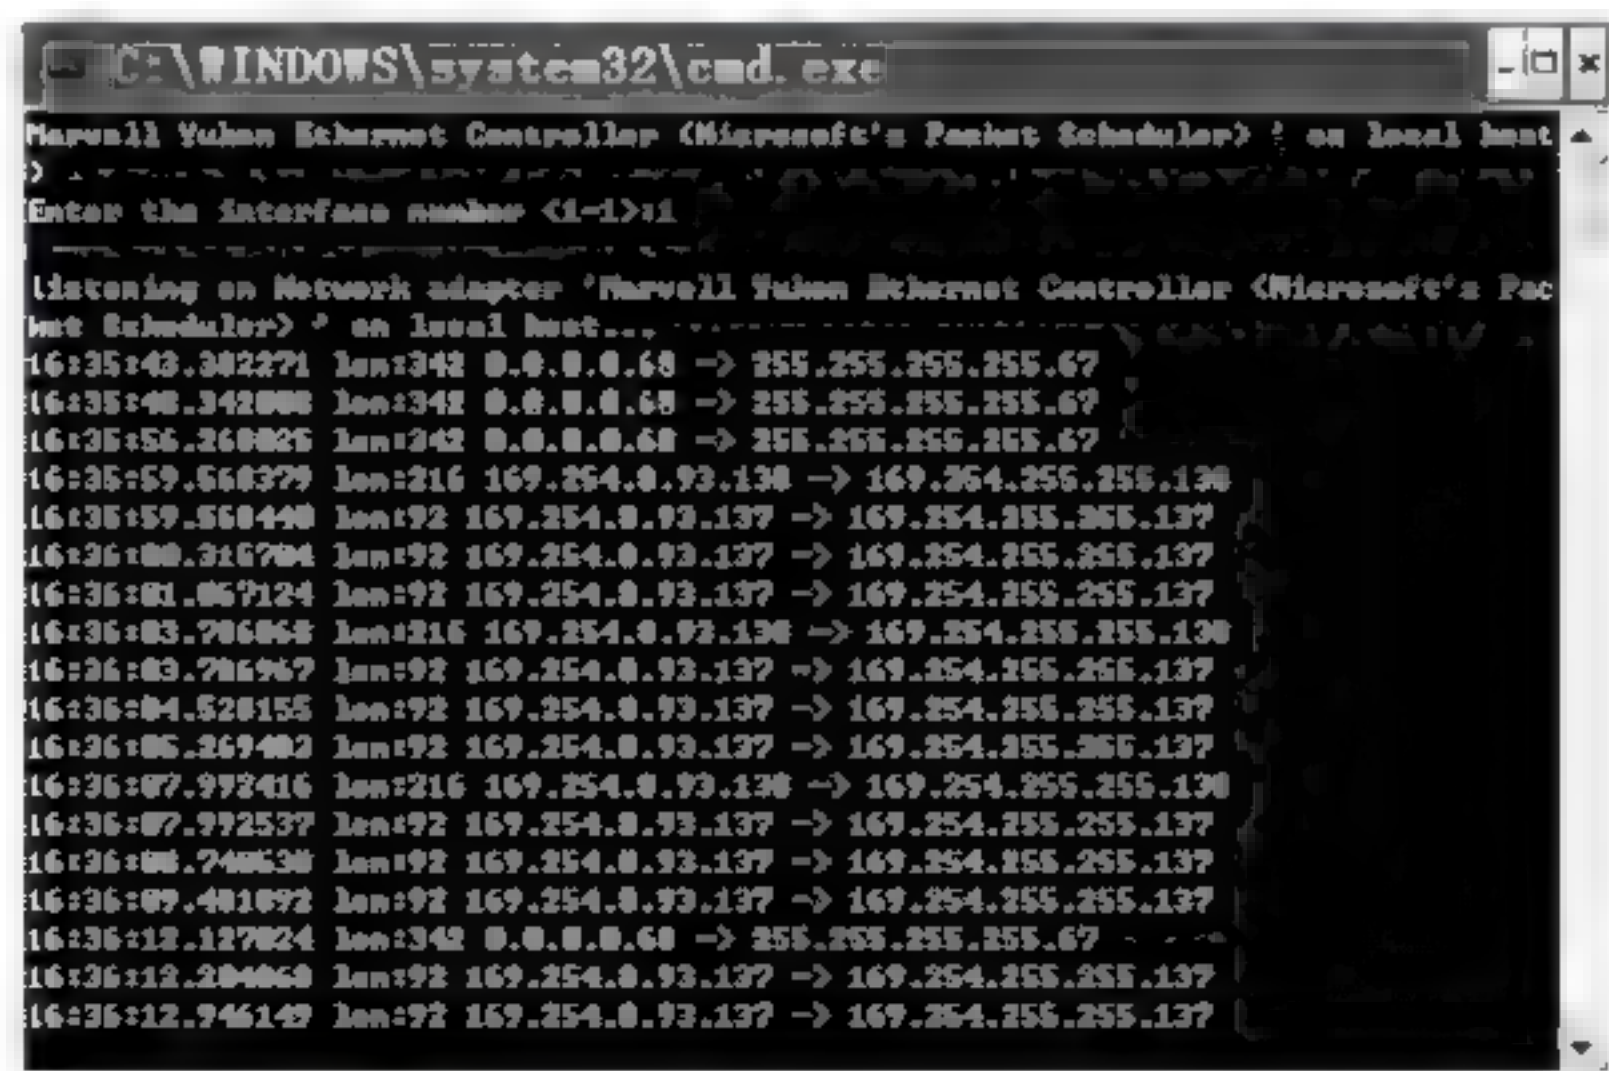 C:\WINDOWS\system32\cmd.exe
Marvell Yukon Ethernet Controller (Microsoft's Packet Scheduler) ' on local host
:)
Enter the interface number (1-1):1
listening on Network adapter 'Marvell Yukon Ethernet Controller (Microsoft's Pac
ket Scheduler) ' on local host...
16:35:43.302271 len:342 0.0.0.0.68 -> 255.255.255.255.67
len:342 0.0.0.0.68 -> 255.255.255.255.67
len:342 0.0.0.0.68 -> 255.255.255.255.67
len:216 169.254.0.93.138 -> 169.254.255.255.138
len:92 169.254.0.93.137 -> 169.254.255.255.137
len:92 169.254.0.93.137 -> 169.254.255.255.137
16:36:01.067124 len:92 169.254.0.93.137 -> 169.254.255.255.137
len:216 169.254.0.93.138 -> 169.254.255.255.138
len:92 169.254.0.93.137 -> 169.254.255.255.137
16:36:04.520155 len:92 169.254.0.93.137 -> 169.254.255.255.137
len:92 169.254.0.93.137 -> 169.254.255.255.137
16:36:07.992416 len:216 169.254.0.93.138 -> 169.254.255.255.138
16:36:07.992537 len:92 169.254.0.93.137 -> 169.254.255.255.137
len:92 169.254.0.93.137 -> 169.254.255.255.137
len:92 169.254.0.93.137 -> 169.254.255.255.137
16:36:12.127024 len:342 0.0.0.0.68 -> 255.255.255.255.67
len:92 169.254.0.93.137 -> 169.254.255.255.137
16:36:12.946149 len:92 169.254.0.93.137 -> 169.254.255.255.137